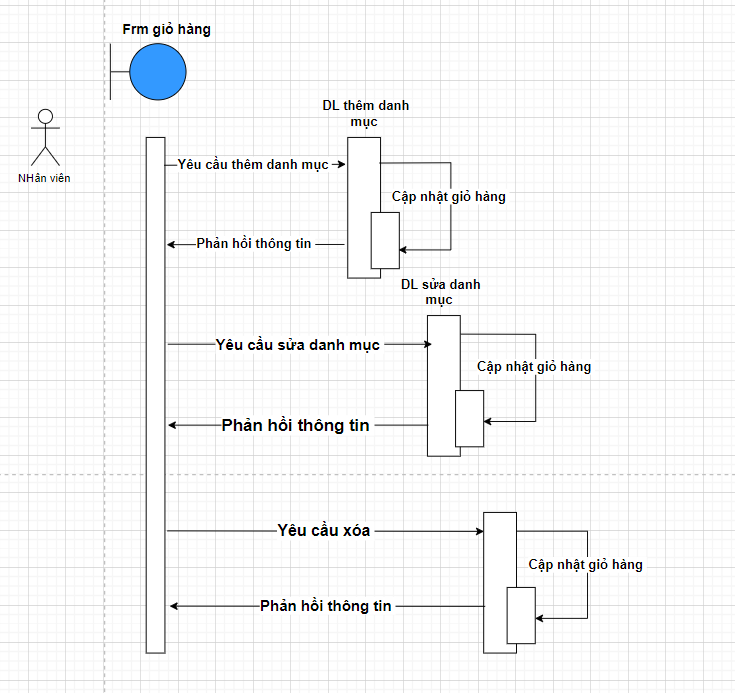 Frm giỏ hàng
NHân viên
DL thêm danh
mục
Yêu cầu thêm danh mục
Cập nhật giỏ hàng
Phản hồi thông tin
DL sửa danh
mục
Yêu cầu sửa danh mục
Cập nhật giỏ hàng
Phản hồi thông tin
Yêu cầu xóa
Cập nhật giỏ hàng
Phản hồi thông tin